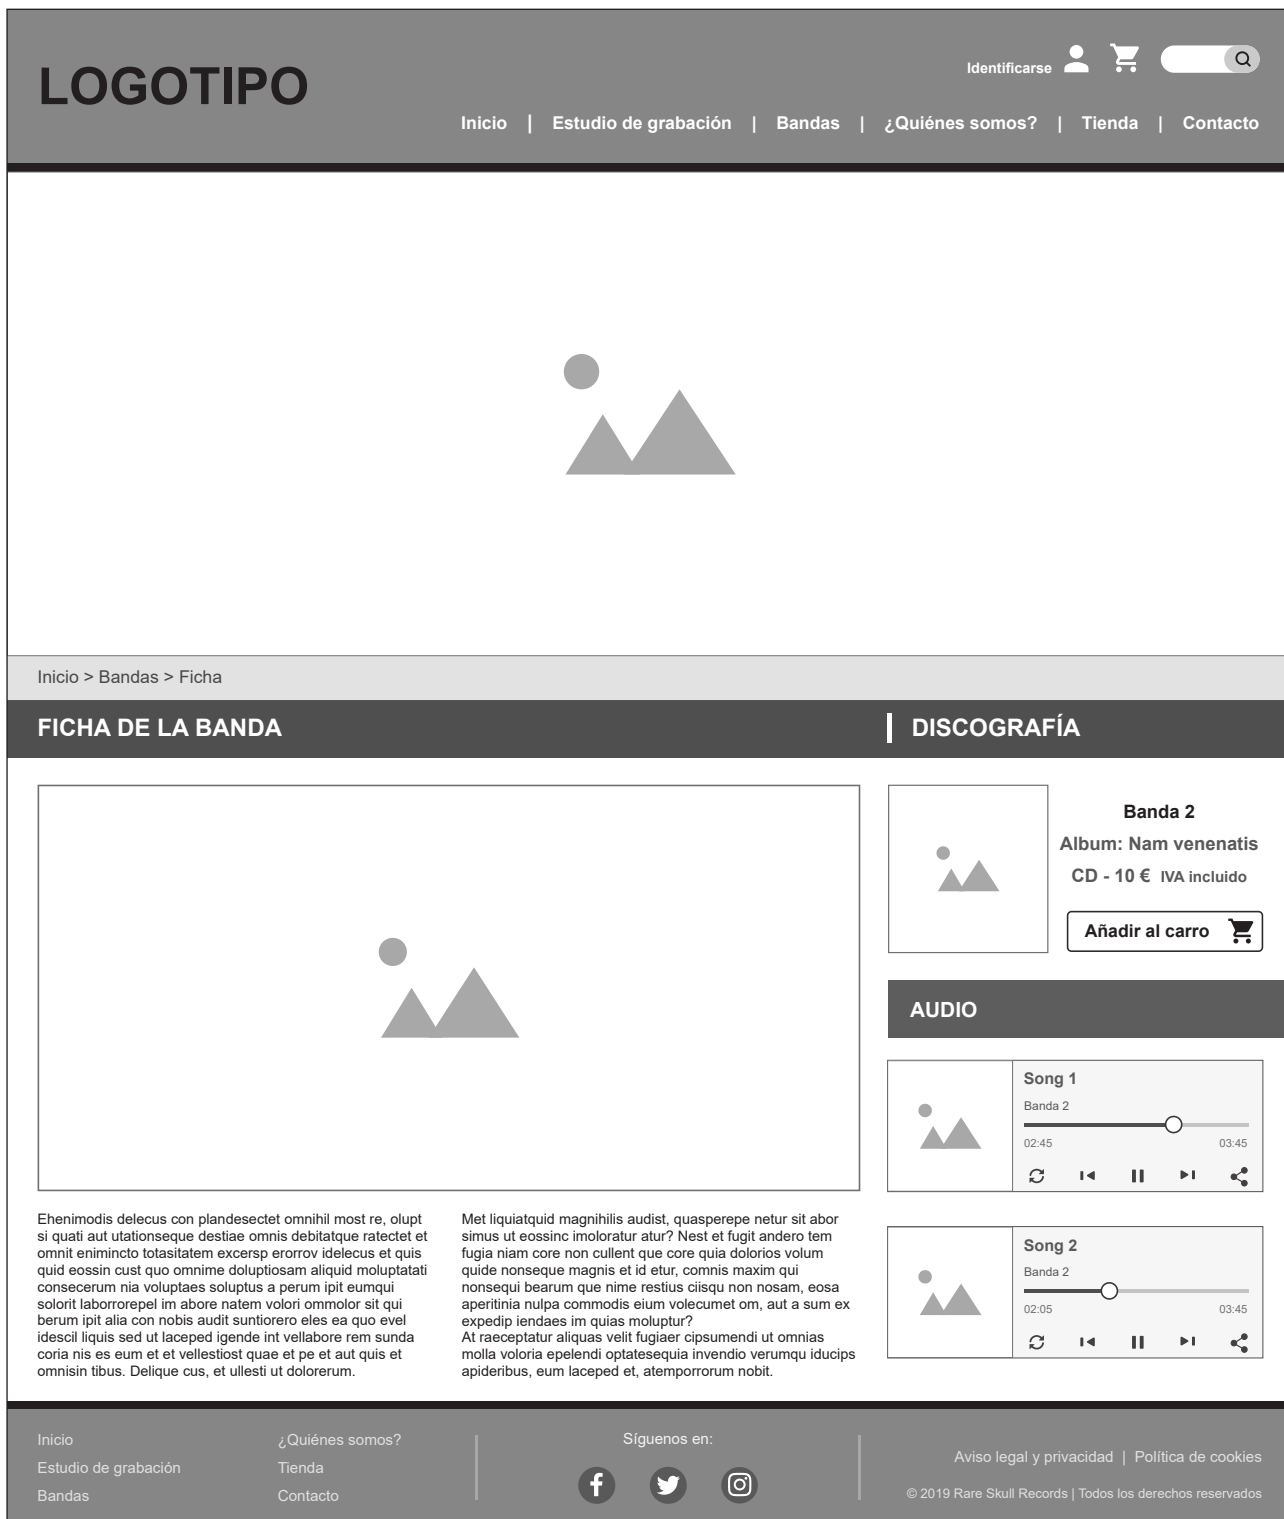 LOGOTIPO
Identificarse
Inicio | Estudio de grabación | Bandas | ¿Quiénes somos? | Tienda | Contacto
Inicio > Bandas > Ficha
FICHA DE LA BANDA
DISCOGRAFÍA
Banda 2
Album: Nam venenatis
CD - 10 € IVA incluido
Añadir al carro
AUDIO
Song 1
Banda 2
02:45
03:45
Song 2
Banda 2
02:05
03:45
Ehenimodis delecus con plandesectet omnihil most re, olupt
si quati aut utationseque destiae omnis debitatque ratectet et
omnit enimincto totasitatem excersp erorrov idelecus et quis
quid eossin cust quo omnime doluptiosam aliquid moluptatati
consecerum nia voluptaes soluptus a perum ipit eumqui
solorit laborrorepel im abore natem volori ommolor sit qui
berum ipit alia con nobis audit suntiorero eles ea quo evel
idescil liquis sed ut laceped igende int vellabore rem sunda
coria nis es eum et et vellestiost quae et pe et aut quis et
omnisin tibus. Delique cus, et ullesti ut dolorerum.
Met liquiatquid magnihilis audist, quasperepe netur sit abor
simus ut eossinc imoloratur atur? Nest et fugit andero tem
fugia niam core non cullent que core quia dolorios volum
quide nonseque magnis et id etur, comnis maxim qui
nonsequi bearum que nime restius ciisqu non nosam, eosa
aperitinia nulpa commodis eium volecumet om, aut a sum ex
expedip iendaes im quias moluptur?
At raeceptatur aliquas velit fugiaer cipsumendi ut omnias
molla voloria epelendi optatesequia invendio verumqu iducips
apideribus, eum laceped et, atemporrorum nobit.
Inicio
Estudio de grabación
Bandas
¿Quiénes somos?
Tienda
Contacto
Síguenos en:
Aviso legal y privacidad | Política de cookies
© 2019 Rare Skull Records | Todos los derechos reservados